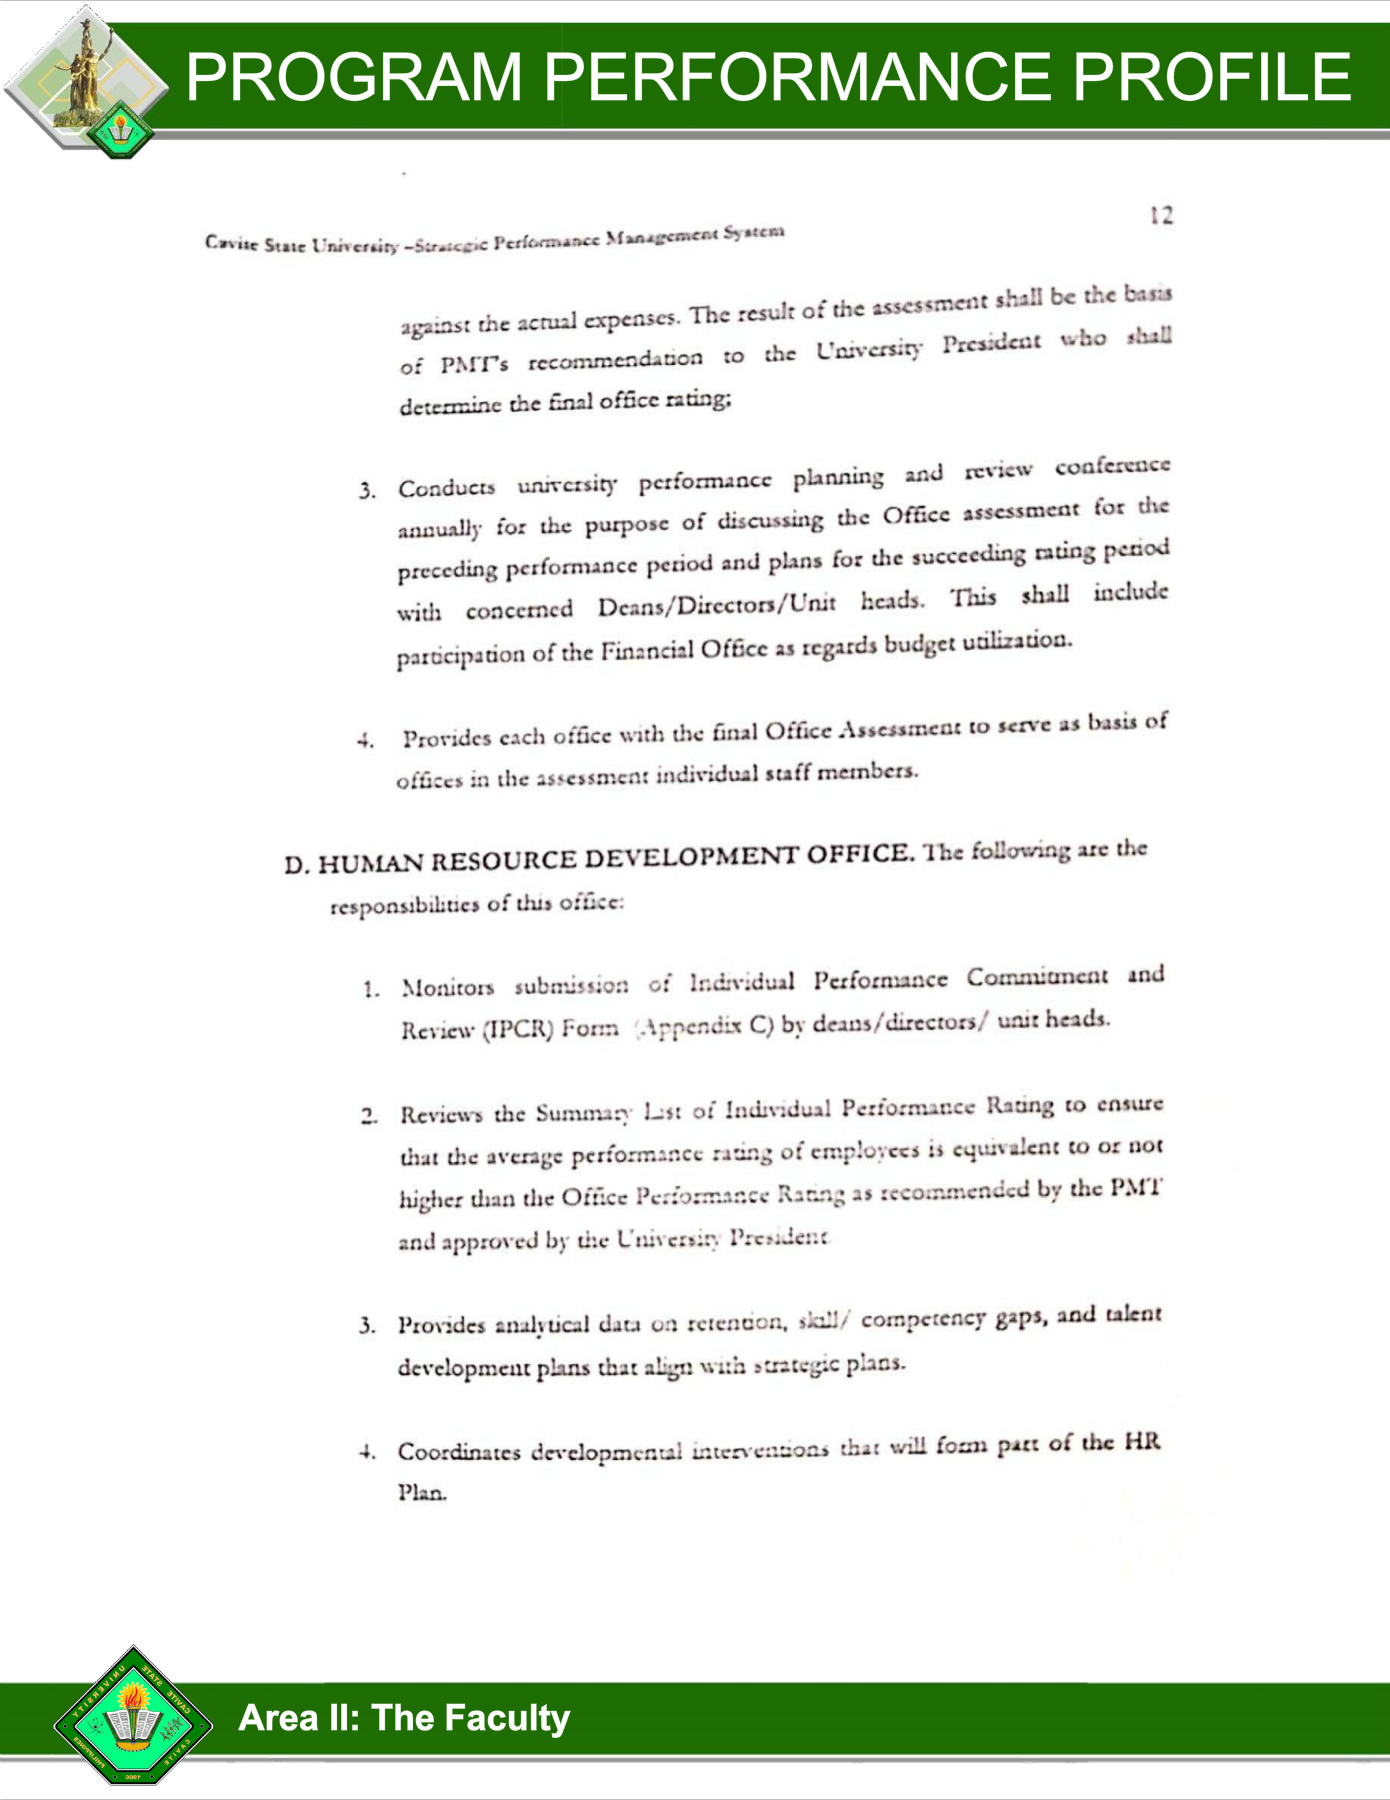 PROGRAM PERFORMANCE PROFILE
12
Cavite State University –Strategic Performance Management System
against the actual expenses. The result of the assessment shall be the basis
of PMT's recommendation to the University President who shall
determine the final office rating;
3. Conducts university performance planning and review conference
annually for the purpose of discussing the Office assessment for the
preceding performance period and plans for the succeeding rating period
with concerned Deans/Directors/Unit heads. This shall include
participation of the Financial Office as regards budget utilization.
4. Provides each office with the final Office Assessment to serve as basis of
offices in the assessment individual staff members.
D. HUMAN RESOURCE DEVELOPMENT OFFICE. The following are the
responsibilities of this office:
1. Monitors submission of Individual Performance Commitment and
Review (IPCR) Form (Appendix C) by deans/directors/ unit heads.
2. Reviews the Summary List of Individual Performance Rating to ensure
that the average performance rating of employees is equivalent to or not
higher than the Office Performance Rating as recommended by the PMT
and approved by the University President
3. Provides analytical data on retention, skill/ competency gaps, and talent
development plans that align with strategic plans.
4. Coordinates developmental interventions that will form part of the HR
Plan.
CAVITE STATE UNIVERSITY
CAVITE PHILIPPINES
1906
Area II: The Faculty